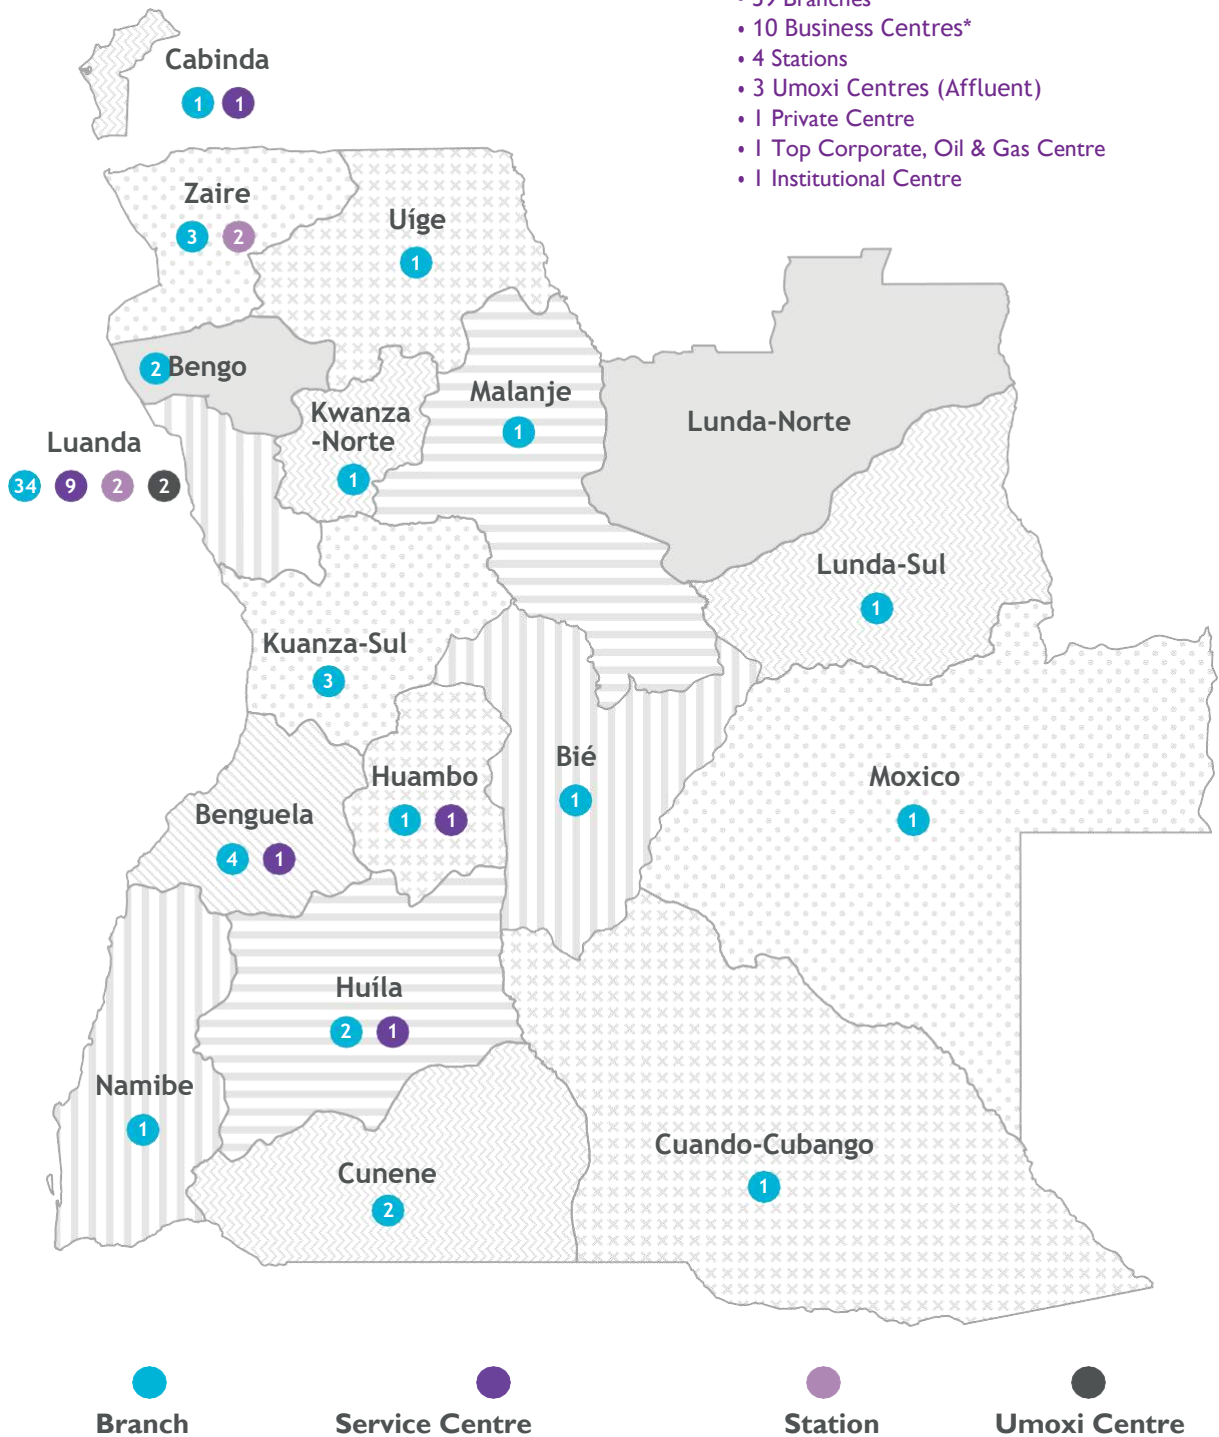 • 59 Branches
• 10 Business Centres*
• 4 Stations
• 3 Umoxi Centres (Affluent)
• 1 Private Centre
• 1 Top Corporate, Oil & Gas Centre
• 1 Institutional Centre
Cabinda
1 1
Zaire
3 2
Uíge
1
2 Bengo
Malanje
1
Kwanza
-Norte
1
Lunda-Norte
Luanda
34 9 2 2
Lunda-Sul
1
Kuanza-Sul
3
Bié
1
Huambo
1 1
Moxico
1
Benguela
4 1
Huíla
2 1
Namibe
1
Cuando-Cubango
1
Cunene
2
Branch
Service Centre
Station
Umoxi Centre